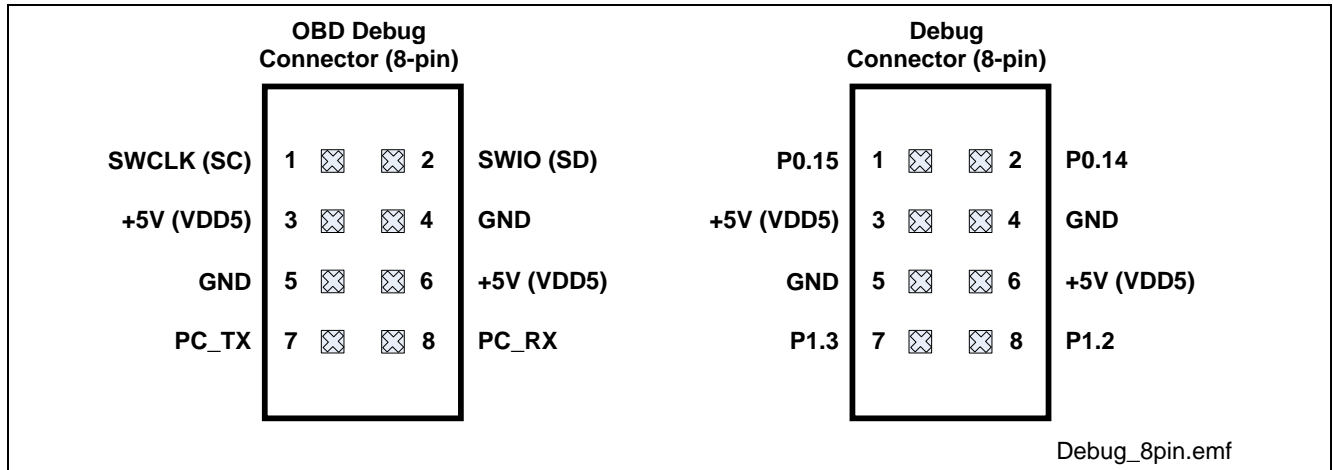 OBD Debug
Connector (8-pin)
SWCLK (SC) 1 2 SWIO (SD)
+5V (VDD5) 3 4 GND
GND 5 6 +5V (VDD5)
PC_TX 7 8 PC_RX
Debug
Connector (8-pin)
P0.15 1 2 P0.14
+5V (VDD5) 3 4 GND
GND 5 6 +5V (VDD5)
P1.3 7 8 P1.2
Debug_8pin.emf